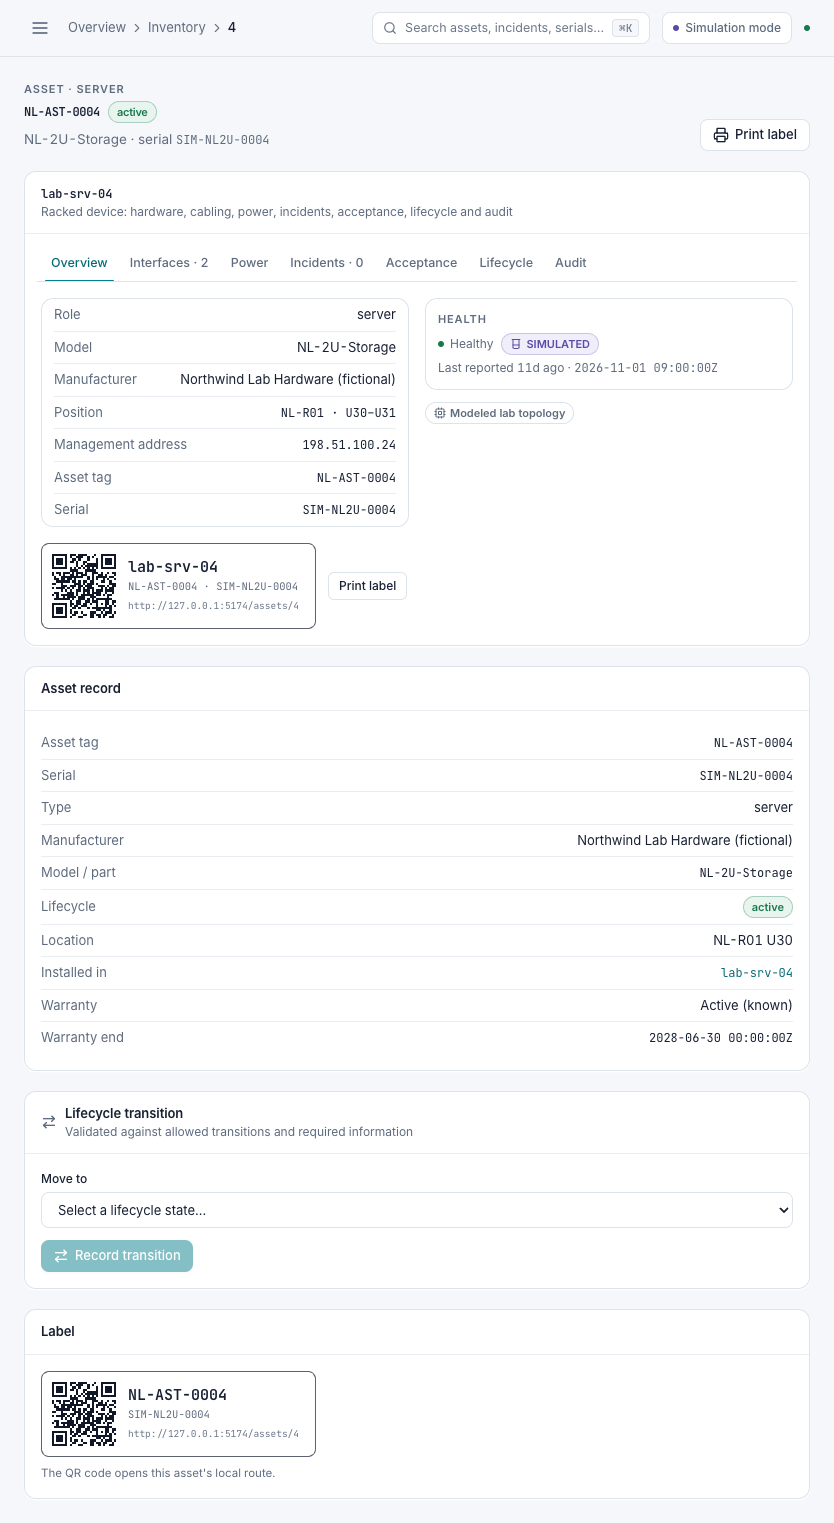 Overview > Inventory > 4
Search assets, incidents, serials... ⌘K
Simulation mode
ASSET · SERVER
NL-AST-0004 active
NL-2U-Storage · serial SIM-NL2U-0004
Print label
lab-srv-04
Racked device: hardware, cabling, power, incidents, acceptance, lifecycle and audit
Overview Interfaces · 2 Power Incidents · 0 Acceptance Lifecycle Audit
Role server
Model NL-2U-Storage
Manufacturer Northwind Lab Hardware (fictional)
Position NL-R01 · U30–U31
Management address 198.51.100.24
Asset tag NL-AST-0004
Serial SIM-NL2U-0004
HEALTH
Healthy SIMULATED
Last reported 11d ago · 2026-11-01 09:00:00Z
Modeled lab topology
lab-srv-04
NL-AST-0004 · SIM-NL2U-0004
http://127.0.0.1:5174/assets/4
Print label
Asset record
Asset tag NL-AST-0004
Serial SIM-NL2U-0004
Type server
Manufacturer Northwind Lab Hardware (fictional)
Model / part NL-2U-Storage
Lifecycle active
Location NL-R01 U30
Installed in lab-srv-04
Warranty Active (known)
Warranty end 2028-06-30 00:00:00Z
Lifecycle transition
Validated against allowed transitions and required information
Move to
Select a lifecycle state...
Record transition
Label
NL-AST-0004
SIM-NL2U-0004
http://127.0.0.1:5174/assets/4
The QR code opens this asset's local route.